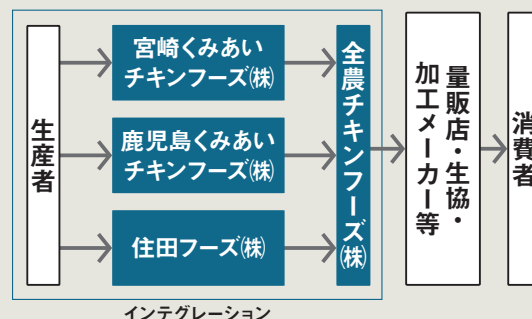 生産者
宮崎くみあい
チキンフーズ㈱
鹿児島くみあい
チキンフーズ㈱
住田フーズ㈱
全農チキンフーズ㈱
量販店・生協・
加工メーカー等
消費者
インテグレーション